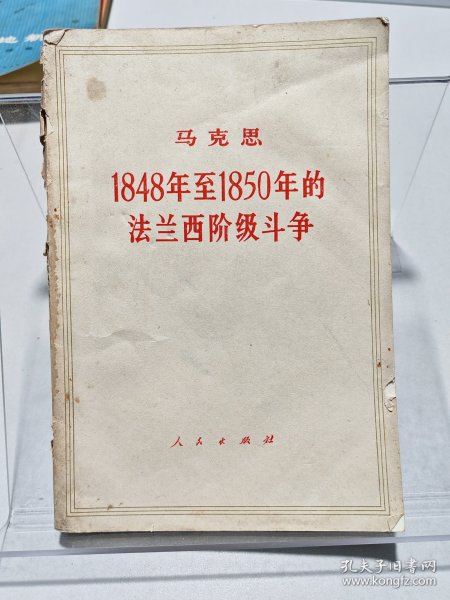 马克思
1848年至1850年的
法兰西阶级斗争
人民出版社
孔夫子旧书网
www.kongfz.com